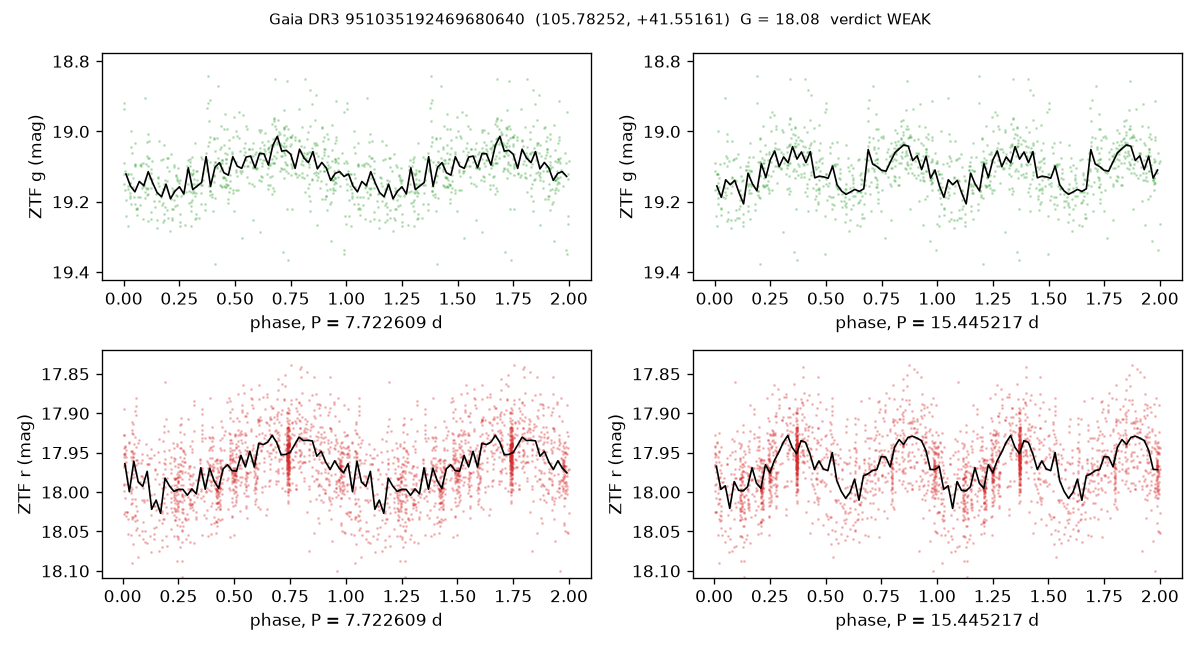 Gaia DR3 951035192469680640 (105.78252, +41.55161) G = 18.08 verdict WEAK
18.8
19.0
19.2
19.4
ZTF g (mag)
0.00 0.25 0.50 0.75 1.00 1.25 1.50 1.75 2.00
phase, P = 7.722609 d
18.8
19.0
19.2
19.4
ZTF g (mag)
0.00 0.25 0.50 0.75 1.00 1.25 1.50 1.75 2.00
phase, P = 15.445217 d
17.85
17.90
17.95
18.00
18.05
18.10
ZTF r (mag)
0.00 0.25 0.50 0.75 1.00 1.25 1.50 1.75 2.00
phase, P = 7.722609 d
17.85
17.90
17.95
18.00
18.05
18.10
ZTF r (mag)
0.00 0.25 0.50 0.75 1.00 1.25 1.50 1.75 2.00
phase, P = 15.445217 d